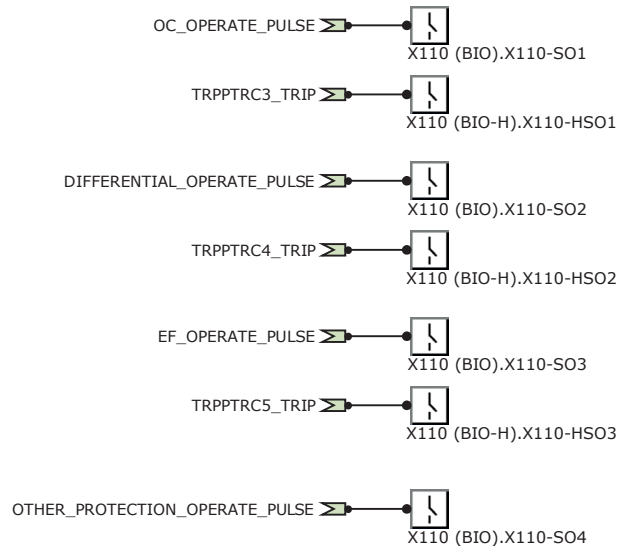 OC_OPERATE_PULSE
X110 (BIO).X110-SO1
TRPPTRC3_TRIP
X110 (BIO-H).X110-HSO1
DIFFERENTIAL_OPERATE_PULSE
X110 (BIO).X110-SO2
TRPPTRC4_TRIP
X110 (BIO-H).X110-HSO2
EF_OPERATE_PULSE
X110 (BIO).X110-SO3
TRPPTRC5_TRIP
X110 (BIO-H).X110-HSO3
OTHER_PROTECTION_OPERATE_PULSE
X110 (BIO).X110-SO4